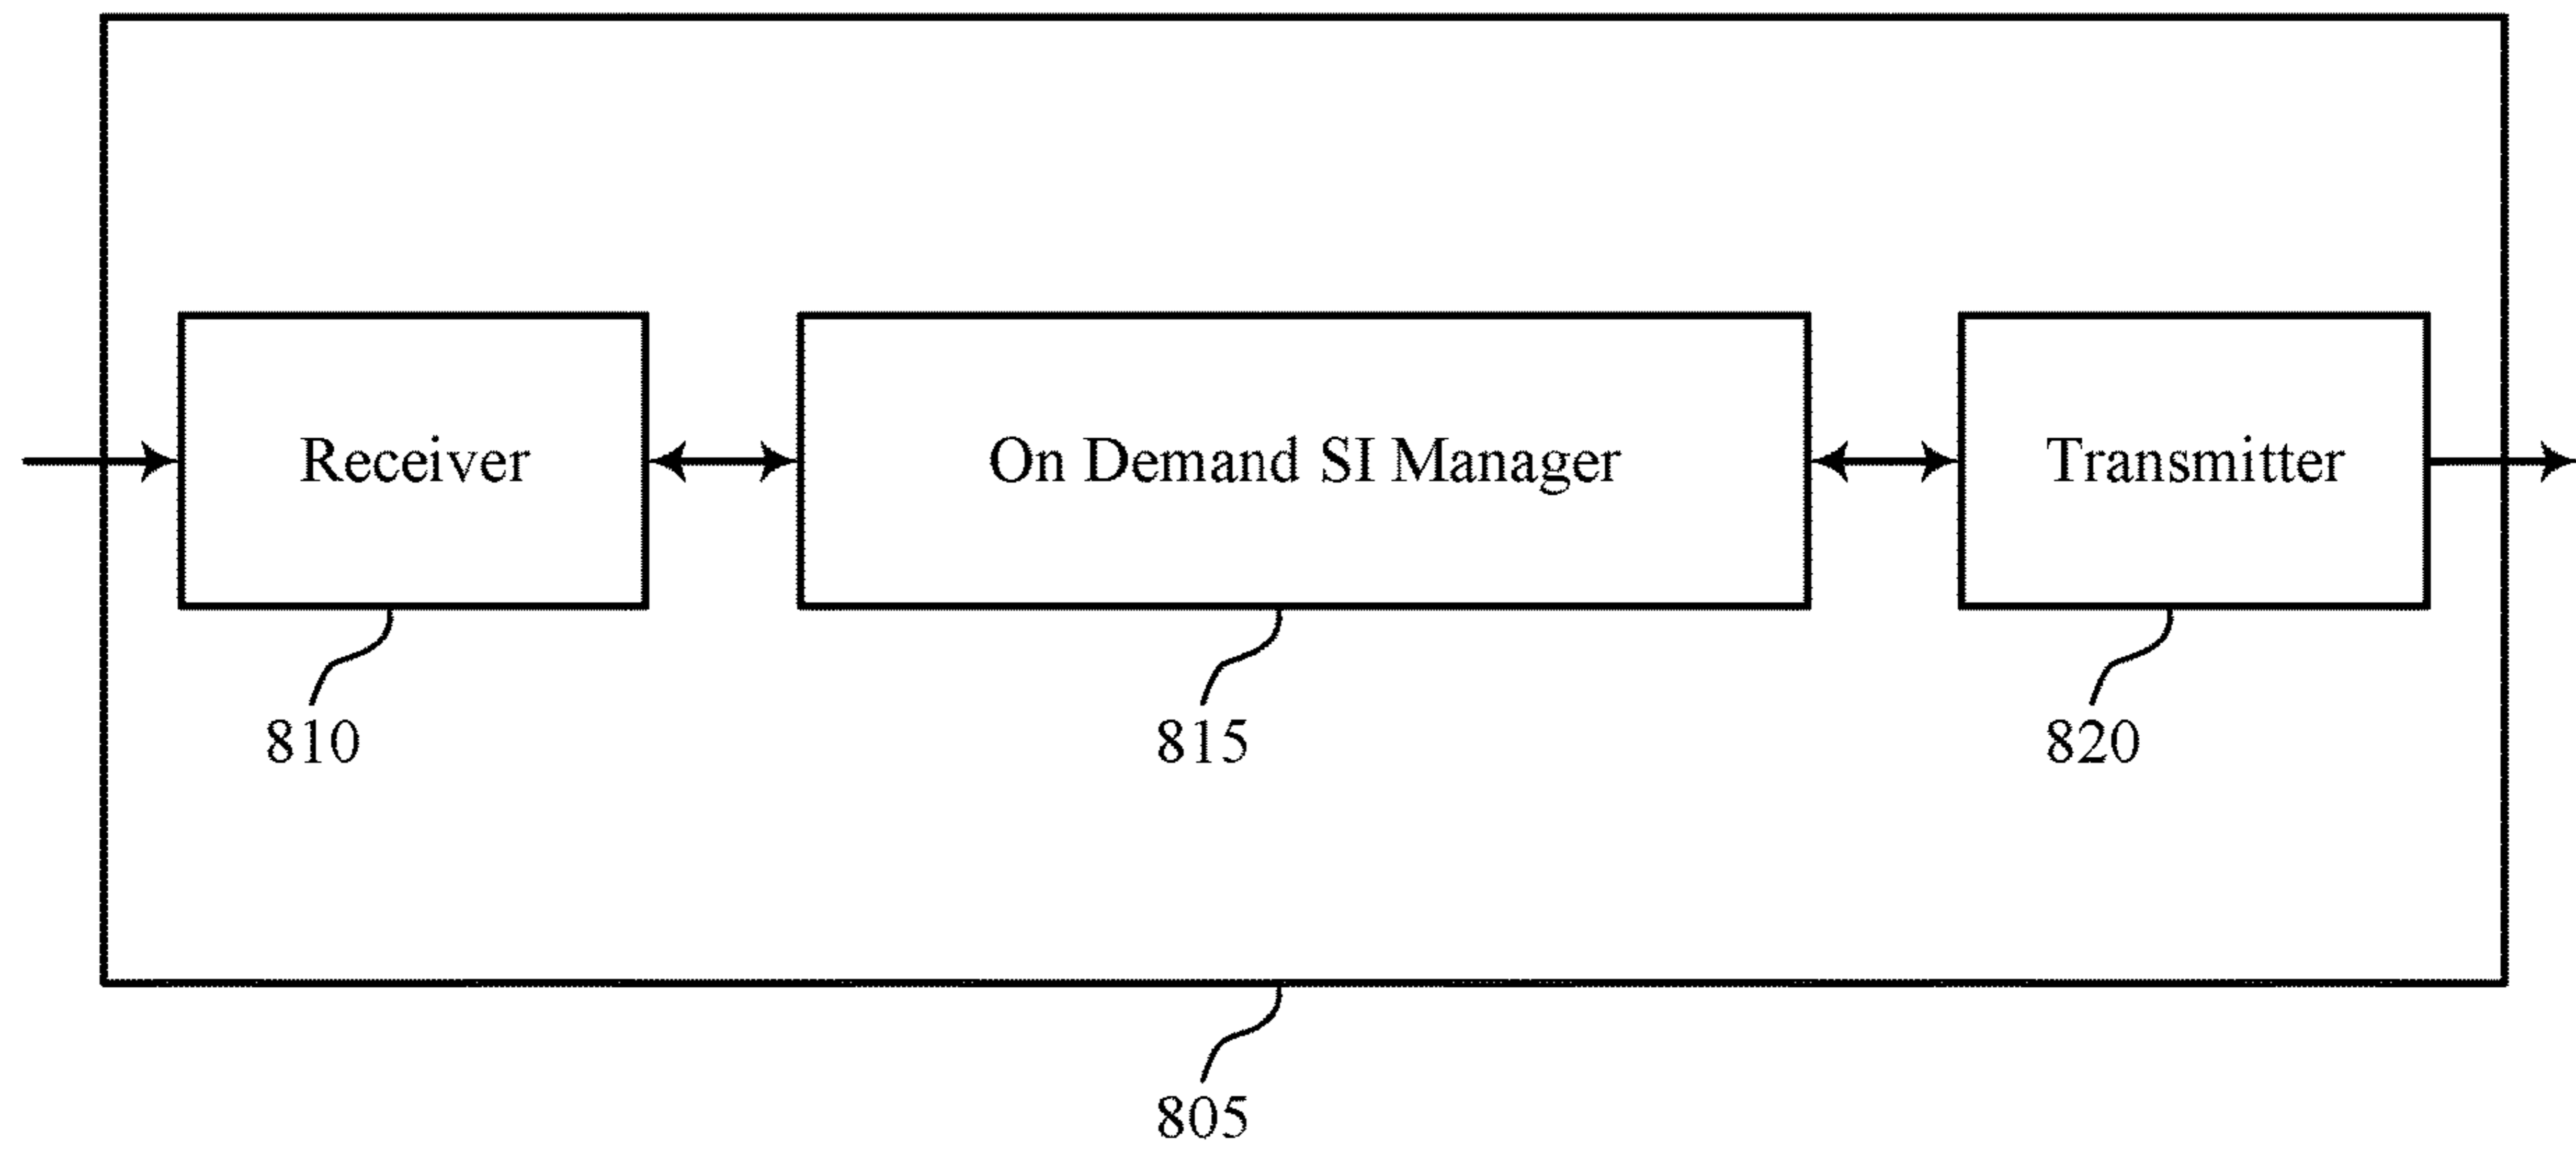 Receiver
On Demand SI Manager
Transmitter
810
815
820
805